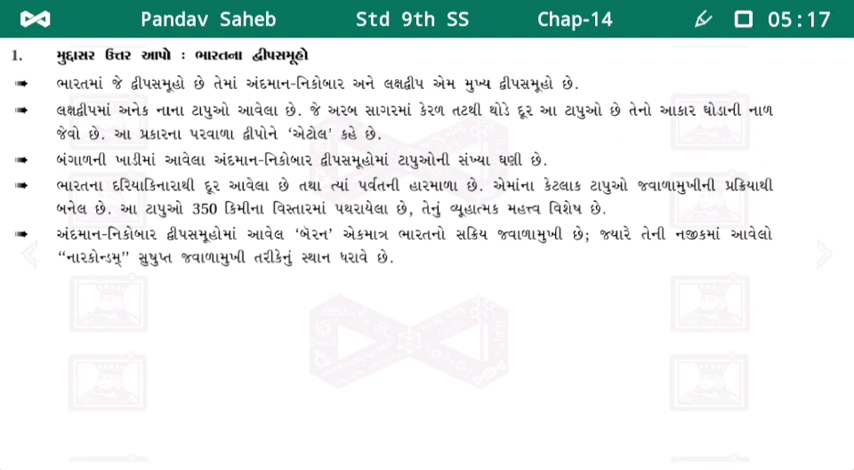 Pandav Saheb Std 9th SS Chap-14 05:17
1. મુદ્દાસર ઉત્તર આપો : ભારતના દ્વીપસમૂહો
➠ ભારતમાં જે દ્વીપસમૂહો છે તેમાં અંદમાન-નિકોબાર અને લક્ષદ્વીપ એમ મુખ્ય દ્વીપસમૂહો છે.
➠ લક્ષદ્વીપમાં અનેક નાના ટાપુઓ આવેલા છે. જે અરબ સાગરમાં કેરળ તટથી થોડે દૂર આ ટાપુઓ છે તેનો આકાર ઘોડાની નાળ
જેવો છે. આ પ્રકારના પરવાળા દ્વીપોને ‘એટોલ’ કહે છે.
➠ બંગાળની ખાડીમાં આવેલા અંદમાન-નિકોબાર દ્વીપસમૂહોમાં ટાપુઓની સંખ્યા ઘણી છે.
➠ ભારતના દરિયાકિનારાથી દૂર આવેલા છે તથા ત્યાં પર્વતની હારમાળા છે. એમાંના કેટલાક ટાપુઓ જ્વાળામુખીની પ્રક્રિયાથી
બનેલ છે. આ ટાપુઓ 350 કિમીના વિસ્તારમાં પથરાયેલા છે, તેનું વ્યૂહાત્મક મહત્ત્વ વિશેષ છે.
➠ અંદમાન-નિકોબાર દ્વીપસમૂહોમાં આવેલ ‘બૅરન’ એકમાત્ર ભારતનો સક્રિય જ્વાળામુખી છે; જ્યારે તેની નજીકમાં આવેલો
“નારકોન્ડમ્” સુષુપ્ત જ્વાળામુખી તરીકેનું સ્થાન ધરાવે છે.